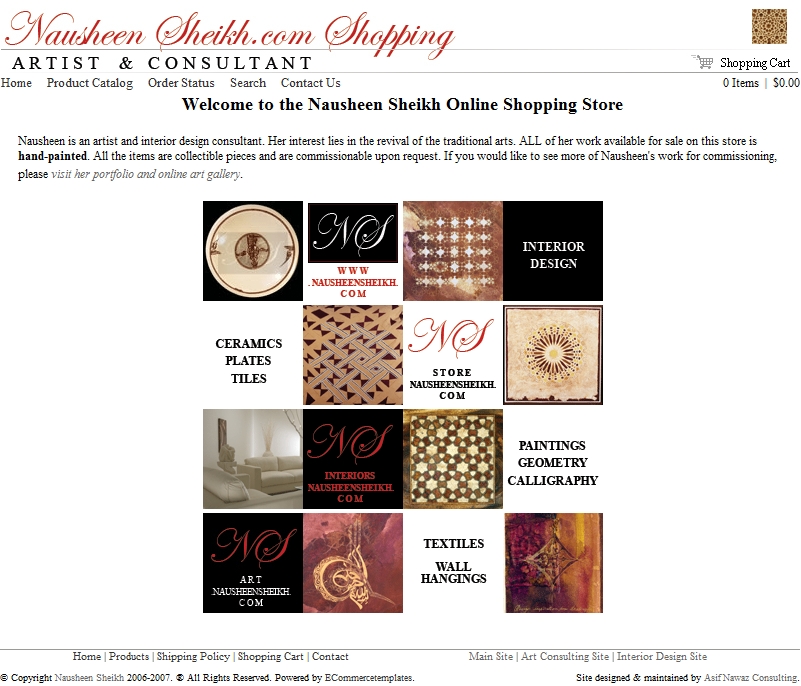 Nausheen Sheikh.com Shopping
ARTIST & CONSULTANT
Shopping Cart
Home Product Catalog Order Status Search Contact Us
0 Items | $0.00
Welcome to the Nausheen Sheikh Online Shopping Store
Nausheen is an artist and interior design consultant. Her interest lies in the revival of the traditional arts. ALL of her work available for sale on this store is
hand-painted. All the items are collectible pieces and are commissionable upon request. If you would like to see more of Nausheen's work for commissioning,
please visit her portfolio and online art gallery.
NS
WWW
.NAUSHEENSHEIKH.
COM
INTERIOR
DESIGN
CERAMICS
PLATES
TILES
NS
STORE
NAUSHEENSHEIKH.
COM
NS
INTERIORS
NAUSHEENSHEIKH.
COM
PAINTINGS
GEOMETRY
CALLIGRAPHY
NS
ART
.NAUSHEENSHEIKH.
COM
TEXTILES
WALL
HANGINGS
Home | Products | Shipping Policy | Shopping Cart | Contact
Main Site | Art Consulting Site | Interior Design Site
© Copyright Nausheen Sheikh 2006-2007. ® All Rights Reserved. Powered by ECommercetemplates.
Site designed & maintained by Asif Nawaz Consulting.